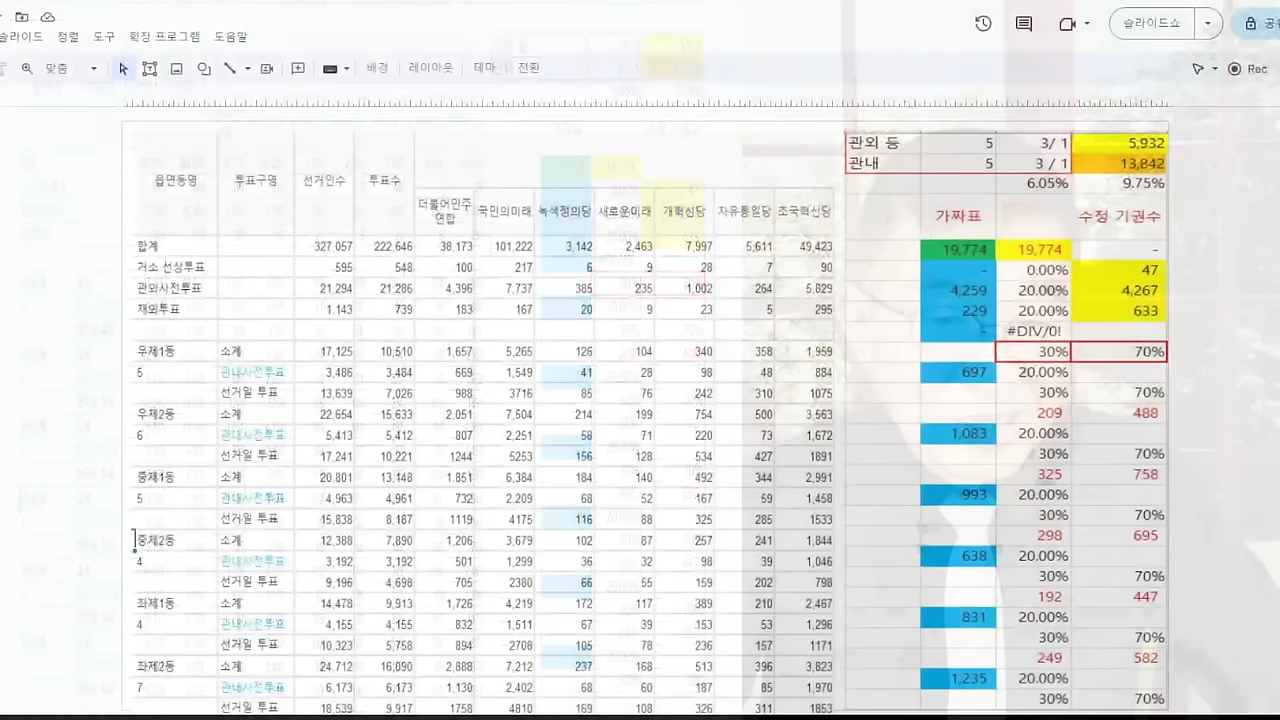 슬라이드 정렬 도구 확장 프로그램 도움말
슬라이드쇼
맞춤 배경 레이아웃 테마 전환 Rec
읍면동명 투표구명 선거인수 투표수 더불어민주연합 국민의미래 녹색정의당 새로운미래 개혁신당 자유통일당 조국혁신당
합계 327,057 222,646 38,173 101,222 3,142 2,463 7,997 5,611 49,423
거소 선상투표 595 548 100 217 6 9 28 7 90
관외사전투표 21,294 21,286 4,396 7,737 385 235 1,002 264 5,829
재외투표 1,143 739 183 167 20 9 23 5 295
우제1동 소계 17,125 10,510 1,657 5,265 126 104 340 358 1,959
5 관내사전투표 3,486 3,484 669 1,549 41 28 98 48 884
선거일 투표 13,639 7,026 988 3716 85 76 242 310 1075
우제2동 소계 22,654 15,633 2,051 7,504 214 199 754 500 3,563
6 관내사전투표 5,413 5,412 807 2,251 58 71 220 73 1,672
선거일 투표 17,241 10,221 1244 5253 156 128 534 427 1891
중제1동 소계 20,801 13,148 1,851 6,384 184 140 492 344 2,991
5 관내사전투표 4,963 4,961 732 2,209 68 52 167 59 1,458
선거일 투표 15,838 8,187 1119 4175 116 88 325 285 1533
중제2동 소계 12,388 7,890 1,206 3,679 102 87 257 241 1,844
4 관내사전투표 3,192 3,192 501 1,299 36 32 98 39 1,046
선거일 투표 9,196 4,698 705 2380 66 55 159 202 798
좌제1동 소계 14,478 9,913 1,726 4,219 172 117 389 210 2,467
4 관내사전투표 4,155 4,155 832 1,511 67 39 153 53 1,296
선거일 투표 10,323 5,758 894 2708 105 78 236 157 1171
좌제2동 소계 24,712 16,090 2,888 7,212 237 168 513 396 3,823
7 관내사전투표 6,173 6,173 1,130 2,402 68 60 187 85 1,970
선거일 투표 18,539 9,917 1758 4810 169 108 326 311 1853
관외 등 5 3/ 1 5,932
관내 5 3 / 1 13,842
6.05% 9.75%
가짜표 수정 기권수
19,774 19,774 -
- 0.00% 47
4,259 20.00% 4,267
229 20.00% 633
- #DIV/0!
30% 70%
697 20.00%
30% 70%
209 488
1,083 20.00%
30% 70%
325 758
993 20.00%
30% 70%
298 695
638 20.00%
30% 70%
192 447
831 20.00%
30% 70%
249 582
1,235 20.00%
30% 70%